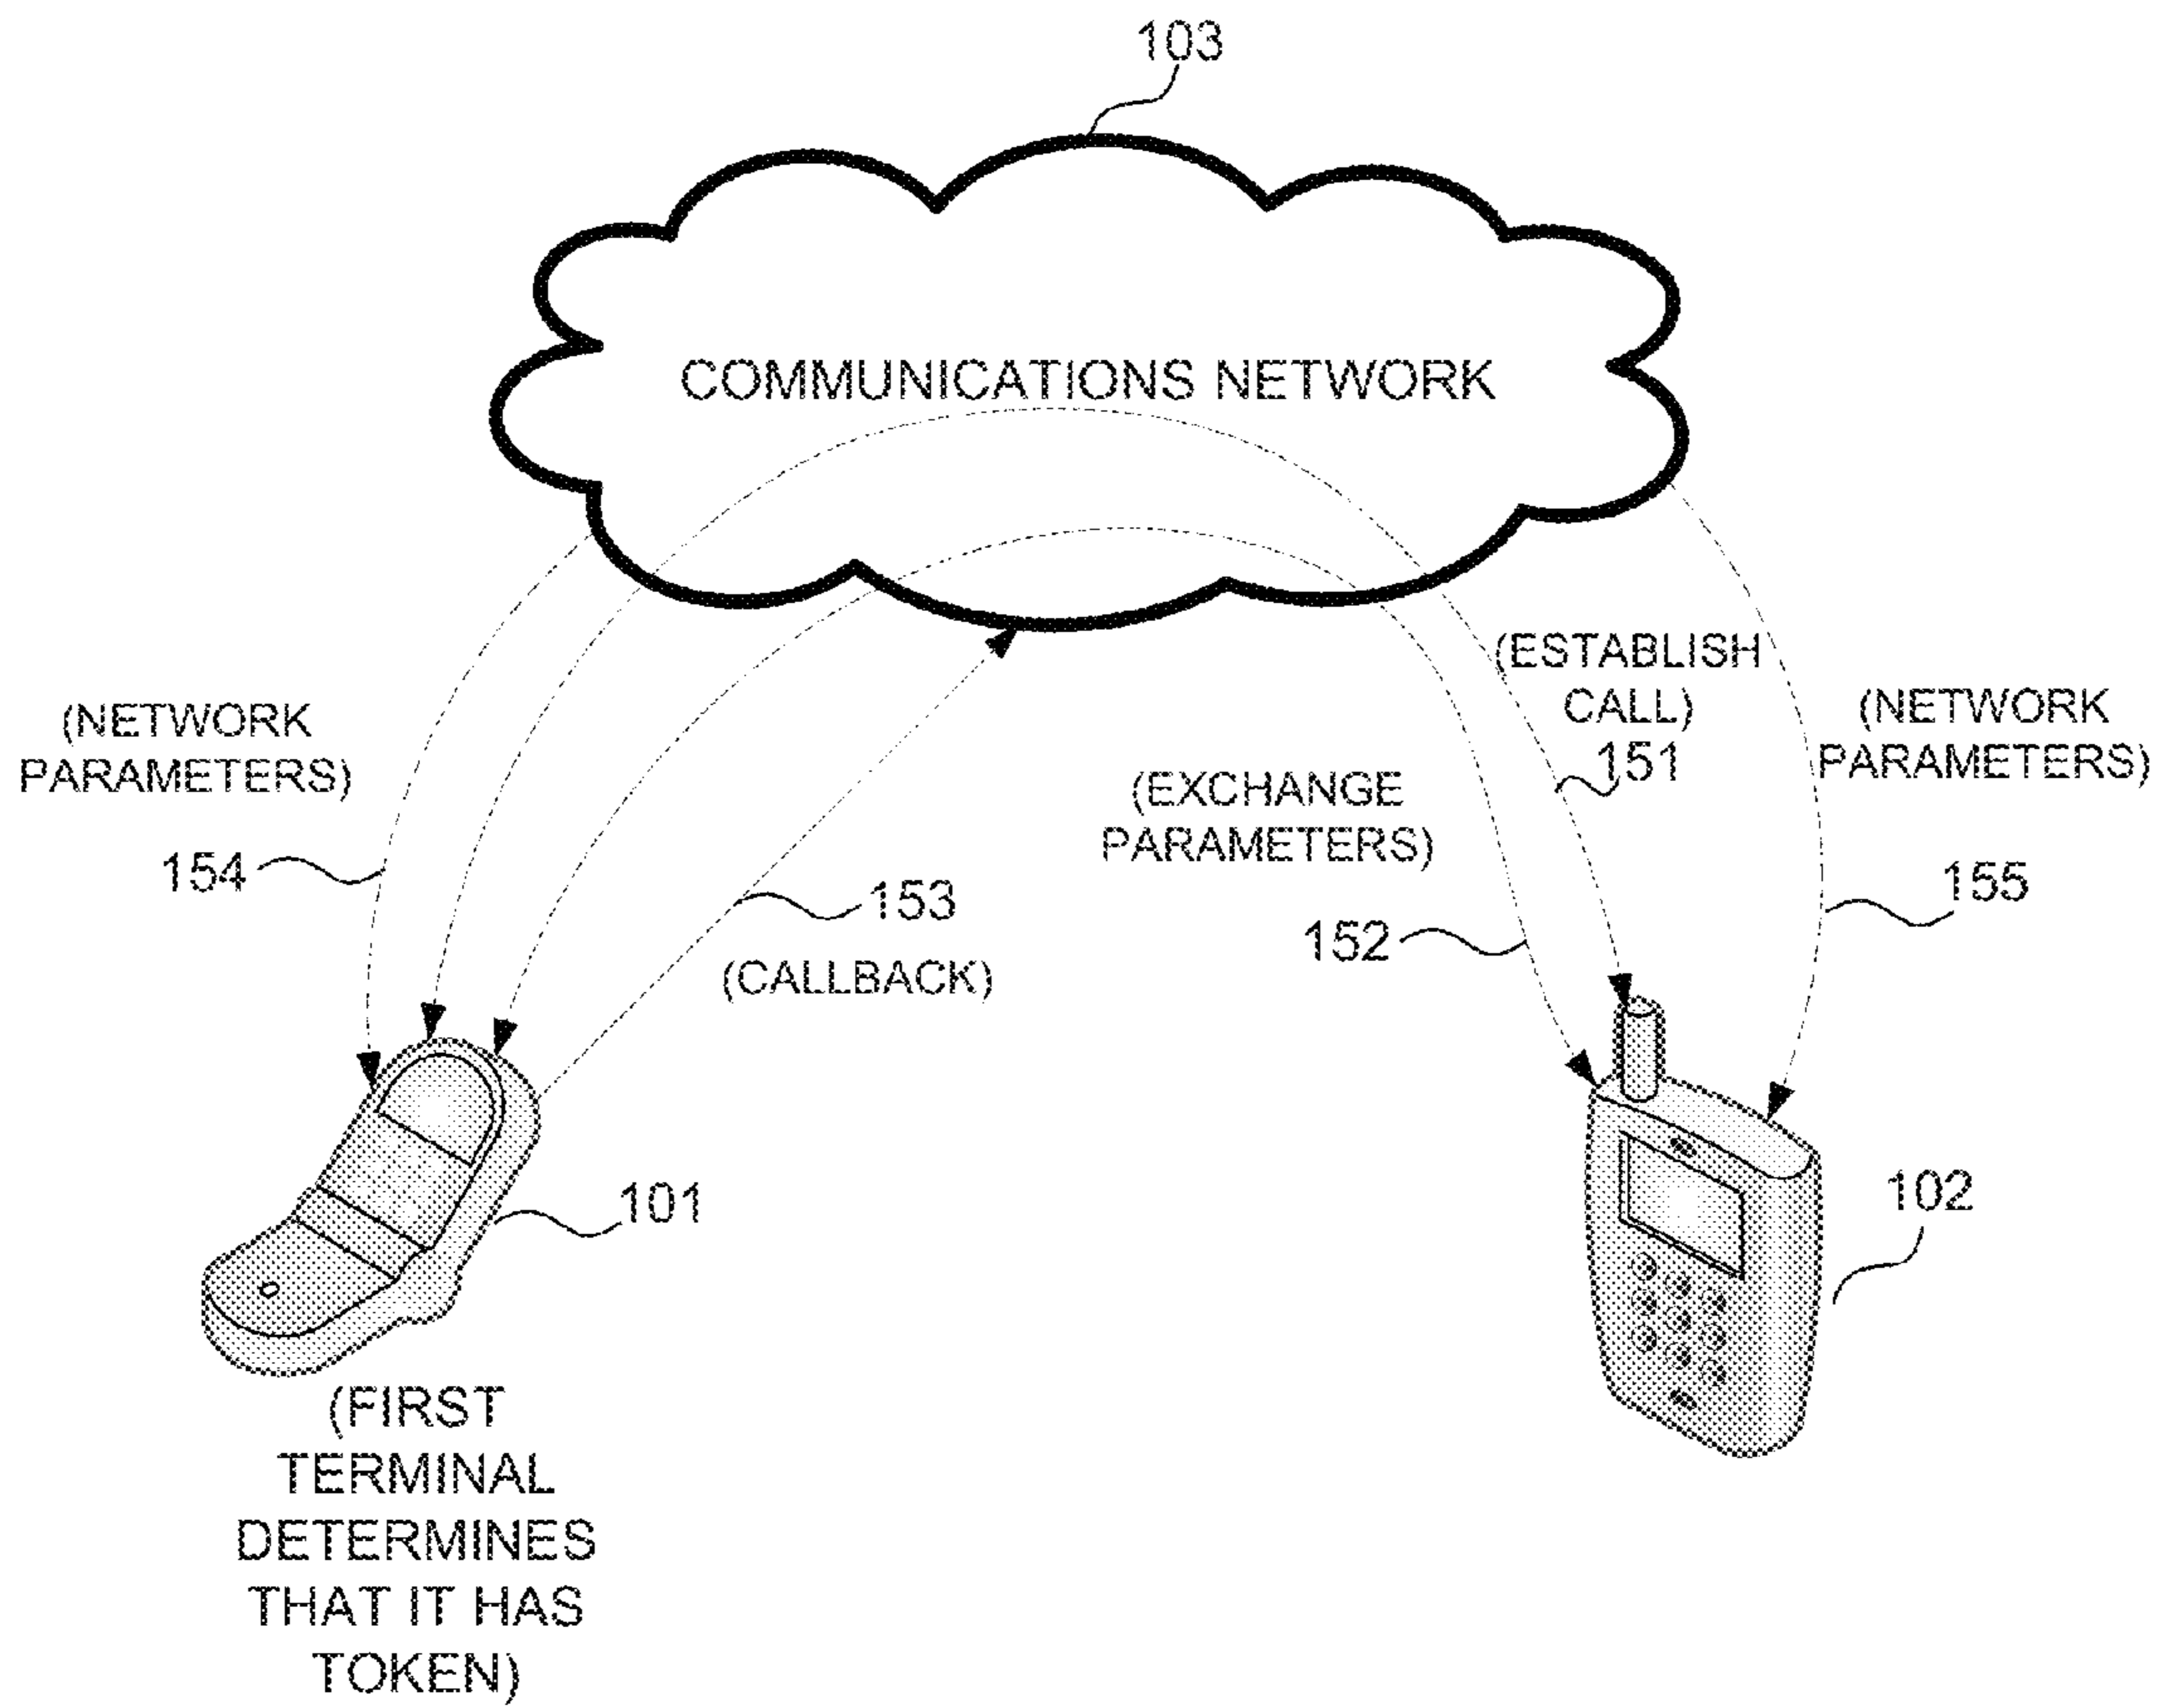 103
COMMUNICATIONS NETWORK
(ESTABLISH
CALL)
151
(NETWORK
PARAMETERS)
154
(NETWORK
PARAMETERS)
155
(EXCHANGE
PARAMETERS)
152
153
(CALLBACK)
101
102
(FIRST
TERMINAL
DETERMINES
THAT IT HAS
TOKEN)